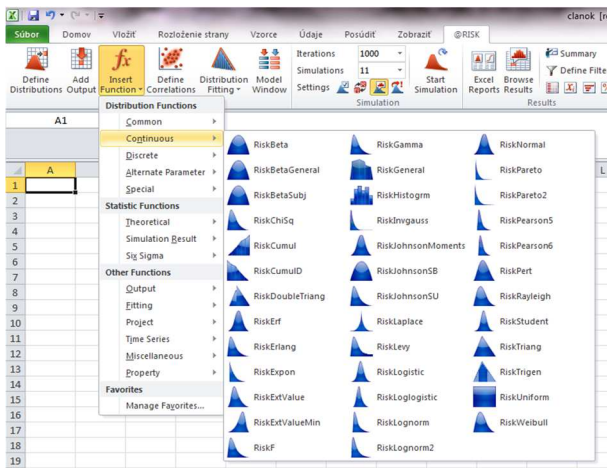 clanok [re
Súbor Domov Vložiť Rozloženie strany Vzorce Údaje Posúdiť Zobraziť @RISK
Define Distributions
Add Output
Insert Function
Define Correlations
Distribution Fitting
Model Window
Iterations 1000
Simulations 11
Settings
Start Simulation
Simulation
Excel Reports
Browse Results
Summary
Define Filte
Results
A1
A
L
1
2
3
4
5
6
7
8
9
10
11
12
13
14
15
16
17
18
19
Distribution Functions
Common
Continuous
Discrete
Alternate Parameter
Special
Statistic Functions
Theoretical
Simulation Result
Six Sigma
Other Functions
Output
Fitting
Project
Time Series
Miscellaneous
Property
Favorites
Manage Favorites...
RiskBeta RiskGamma RiskNormal
RiskBetaGeneral RiskGeneral RiskPareto
RiskBetaSubj RiskHistogrm RiskPareto2
RiskChiSq RiskInvgauss RiskPearson5
RiskCumul RiskJohnsonMoments RiskPearson6
RiskCumulD RiskJohnsonSB RiskPert
RiskDoubleTriang RiskJohnsonSU RiskRayleigh
RiskErf RiskLaplace RiskStudent
RiskErlang RiskLevy RiskTriang
RiskExpon RiskLogistic RiskTrigen
RiskExtValue RiskLoglogistic RiskUniform
RiskExtValueMin RiskLognorm RiskWeibull
RiskF RiskLognorm2